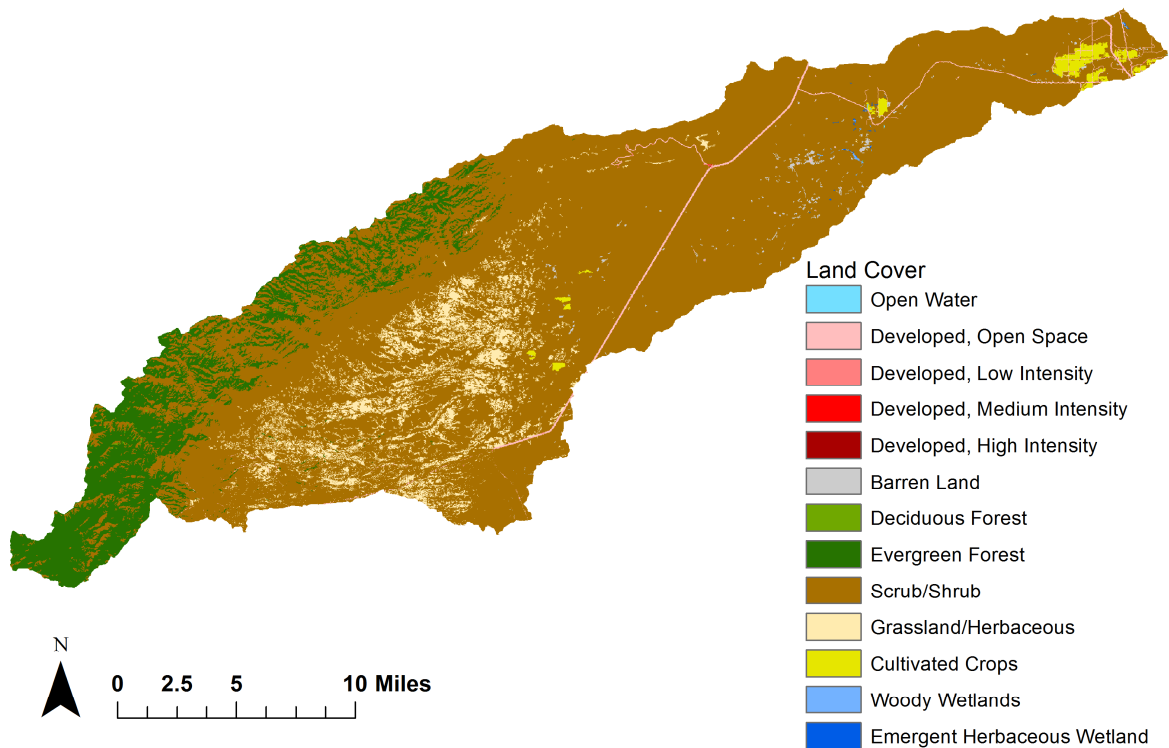 Land Cover
Open Water
Developed, Open Space
Developed, Low Intensity
Developed, Medium Intensity
Developed, High Intensity
Barren Land
Deciduous Forest
Evergreen Forest
Scrub/Shrub
Grassland/Herbaceous
Cultivated Crops
Woody Wetlands
Emergent Herbaceous Wetland
N
0 2.5 5 10 Miles